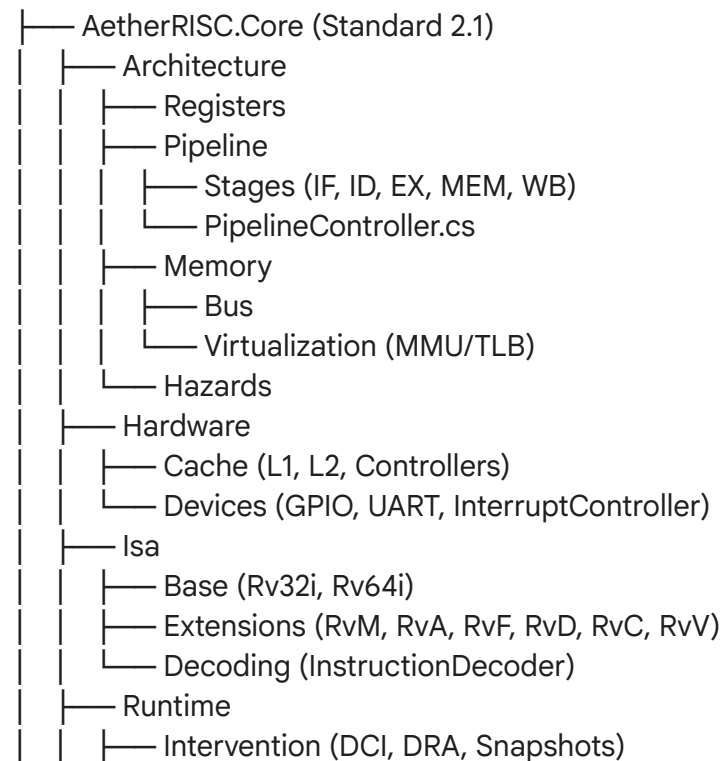 ├── AetherRISC.Core (Standard 2.1)
│ ├── Architecture
│ │ ├── Registers
│ │ ├── Pipeline
│ │ │ ├── Stages (IF, ID, EX, MEM, WB)
│ │ │ └── PipelineController.cs
│ │ ├── Memory
│ │ │ ├── Bus
│ │ │ └── Virtualization (MMU/TLB)
│ │ └── Hazards
│ ├── Hardware
│ │ ├── Cache (L1, L2, Controllers)
│ │ └── Devices (GPIO, UART, InterruptController)
│ ├── Isa
│ │ ├── Base (Rv32i, Rv64i)
│ │ ├── Extensions (RvM, RvA, RvF, RvD, RvC, RvV)
│ │ └── Decoding (InstructionDecoder)
│ ├── Runtime
│ │ ├── Intervention (DCI, DRA, Snapshots)